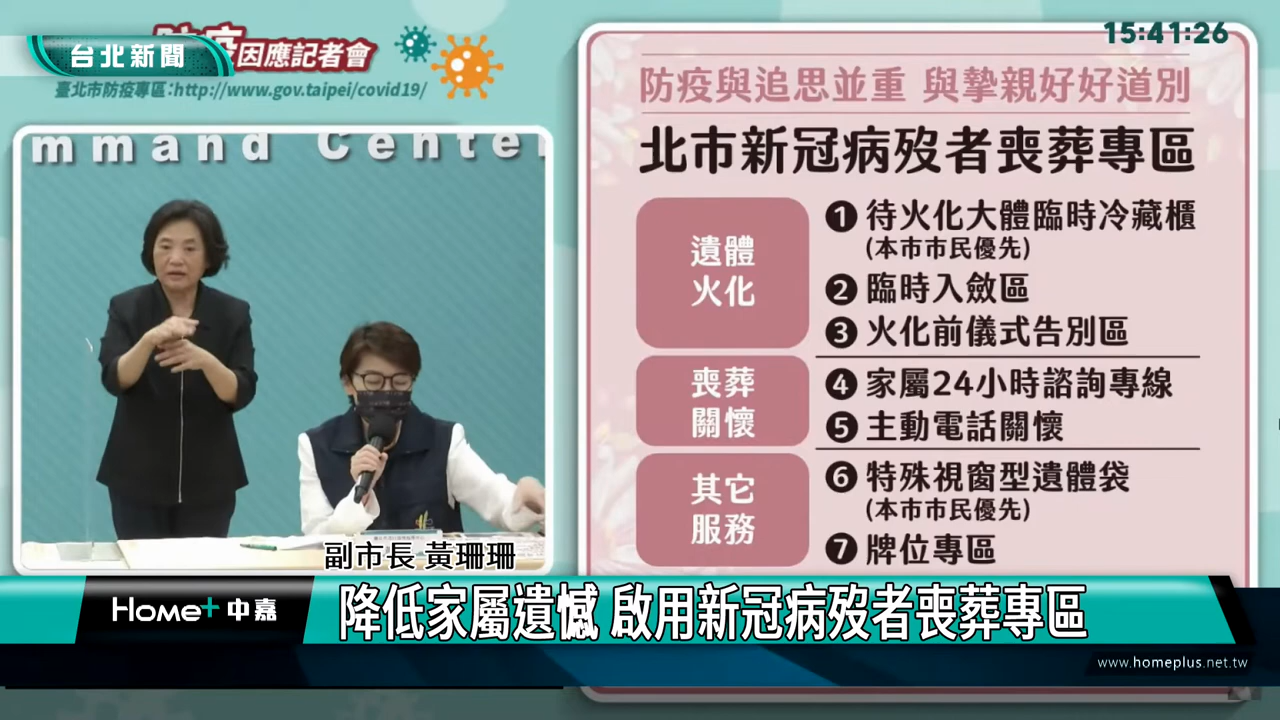 15:41:26
台北新聞
防疫因應記者會
臺北市防疫專區:http://www.gov.taipei/covid19/
mmand Cente
防疫與追思並重 與摯親好好道別
北市新冠病歿者喪葬專區
遺體
火化
❶ 待火化大體臨時冷藏櫃
(本市市民優先)
❷ 臨時入斂區
❸ 火化前儀式告別區
喪葬
關懷
❹ 家屬24小時諮詢專線
❺ 主動電話關懷
其它
服務
❻ 特殊視窗型遺體袋
(本市市民優先)
❼ 牌位專區
副市長 黃珊珊
Home+中嘉
降低家屬遺憾 啟用新冠病歿者喪葬專區
www.homeplus.net.tw